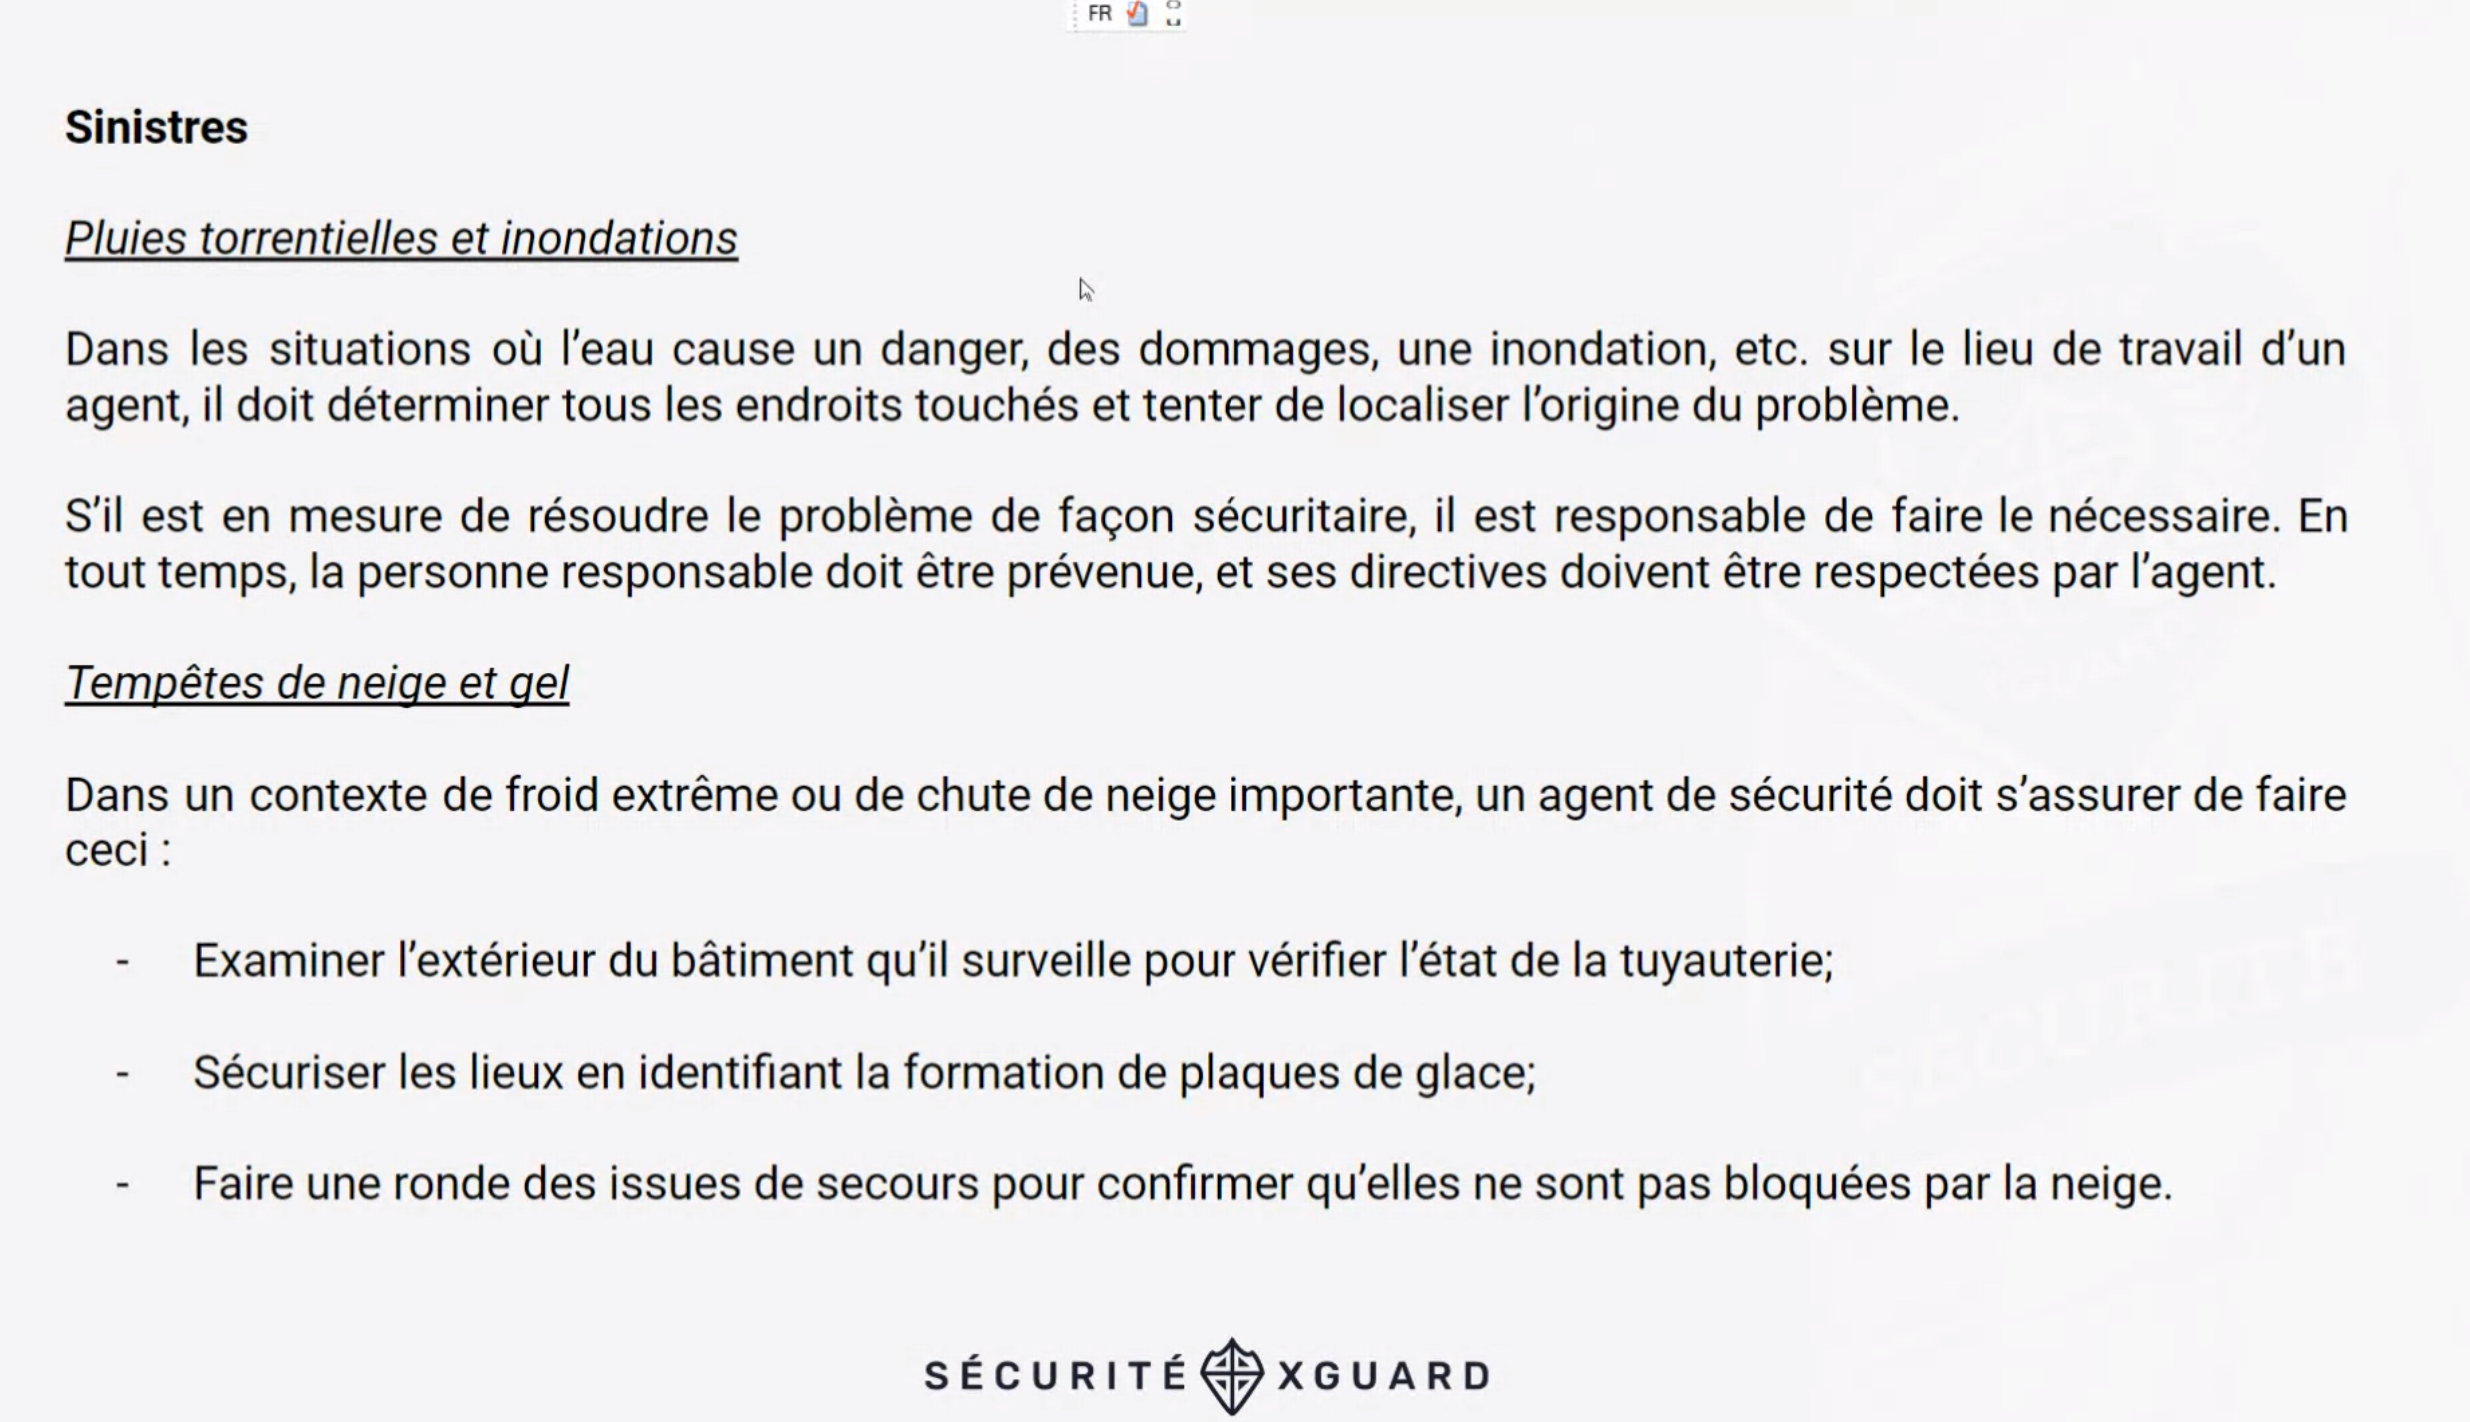 FR
Sinistres
Pluies torrentielles et inondations
Dans les situations où l’eau cause un danger, des dommages, une inondation, etc. sur le lieu de travail d’un
agent, il doit déterminer tous les endroits touchés et tenter de localiser l’origine du problème.
S’il est en mesure de résoudre le problème de façon sécuritaire, il est responsable de faire le nécessaire. En
tout temps, la personne responsable doit être prévenue, et ses directives doivent être respectées par l’agent.
Tempêtes de neige et gel
Dans un contexte de froid extrême ou de chute de neige importante, un agent de sécurité doit s’assurer de faire
ceci :
- Examiner l’extérieur du bâtiment qu’il surveille pour vérifier l’état de la tuyauterie;
- Sécuriser les lieux en identifiant la formation de plaques de glace;
- Faire une ronde des issues de secours pour confirmer qu’elles ne sont pas bloquées par la neige.
GUARD
SÉCURITÉ
SÉCURITÉ XGUARD